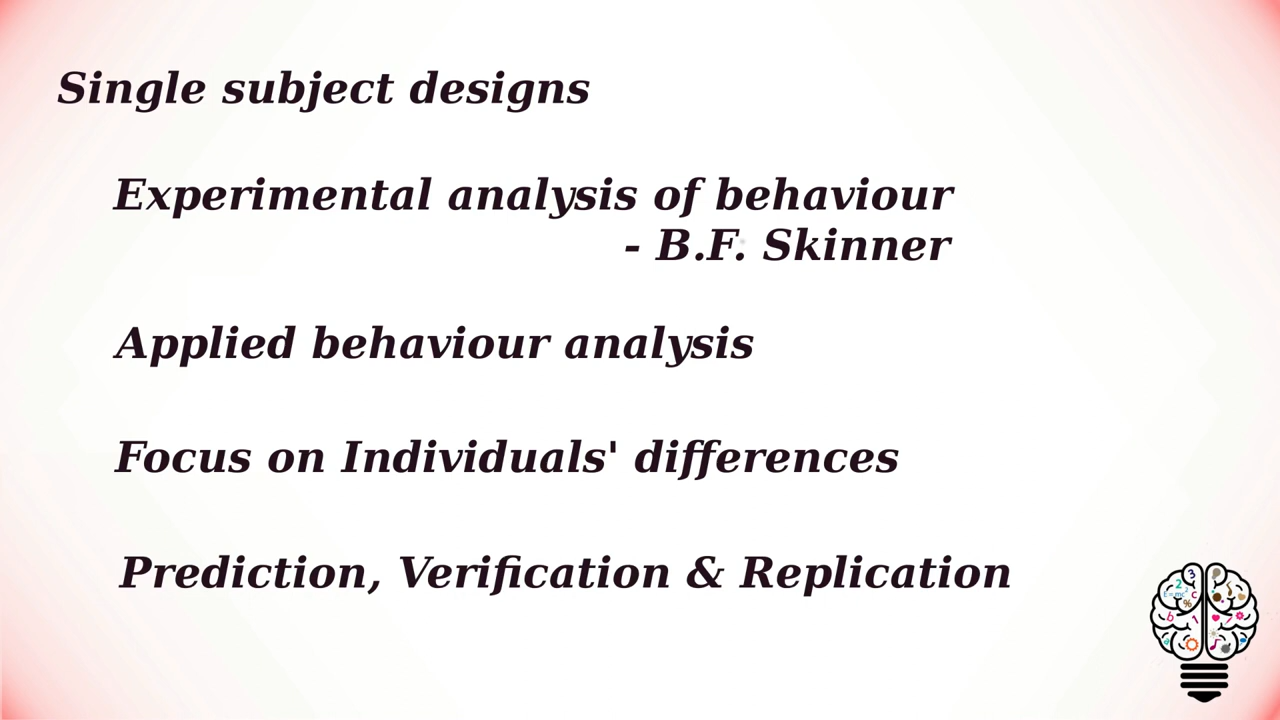 Single subject designs
Experimental analysis of behaviour
- B.F. Skinner
Applied behaviour analysis
Focus on Individuals' differences
Prediction, Verification & Replication